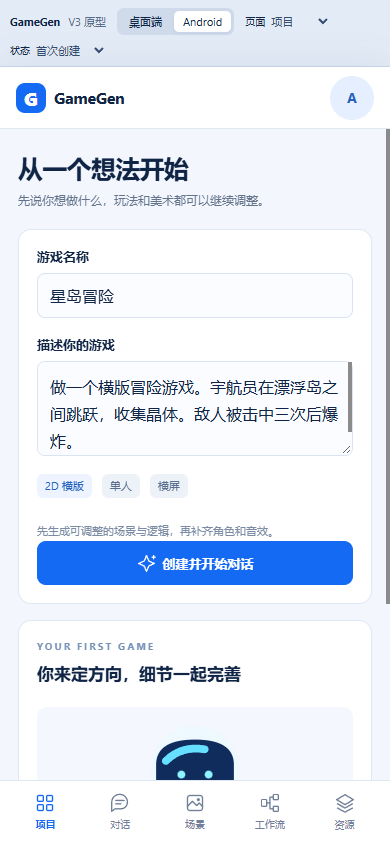 GameGen V3 原型 桌面端 Android 页面 项目
状态 首次创建
G GameGen A
从一个想法开始
先说你想做什么，玩法和美术都可以继续调整。
游戏名称
星岛冒险
描述你的游戏
做一个横版冒险游戏。宇航员在漂浮岛之
间跳跃，收集晶体。敌人被击中三次后爆
炸。
2D 横版 单人 横屏
先生成可调整的场景与逻辑，再补齐角色和音效。
创建并开始对话
YOUR FIRST GAME
你来定方向，细节一起完善
项目 对话 场景 工作流 资源